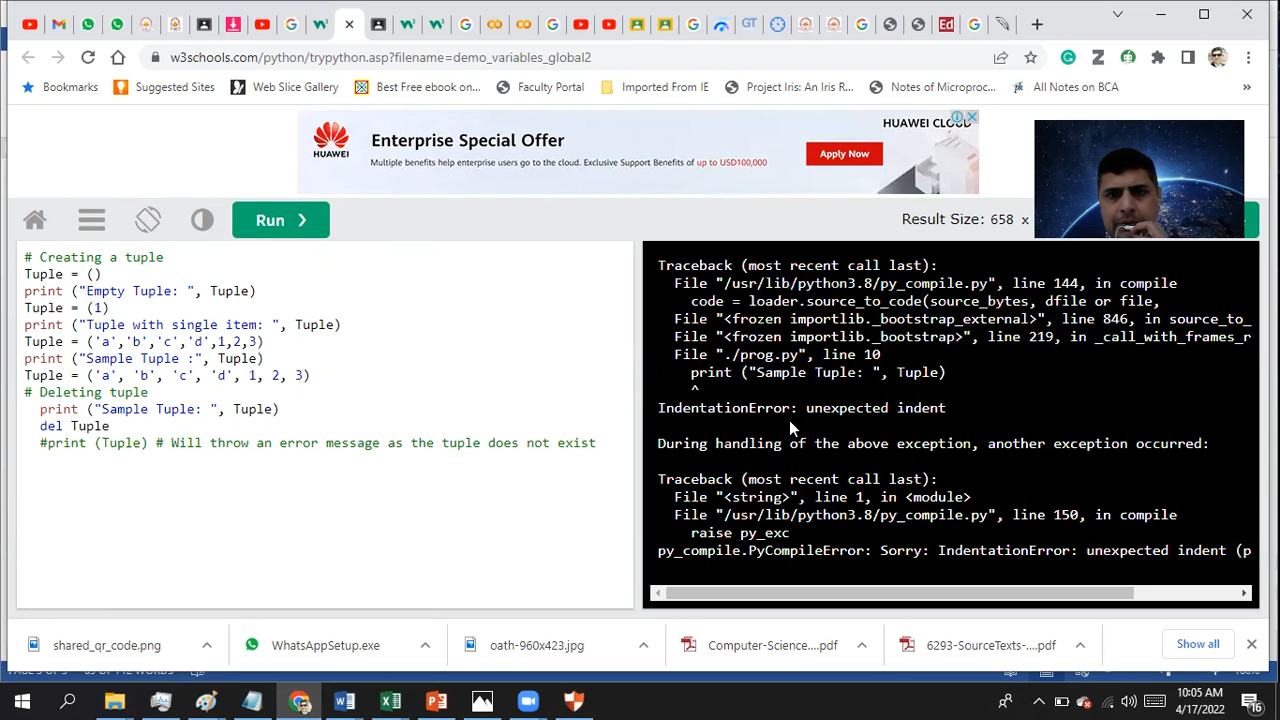 w3schools.com/python/trypython.asp?filename=demo_variables_global2
Bookmarks
Suggested Sites
Web Slice Gallery
Best Free ebook on...
Faculty Portal
Imported From IE
Project Iris: An Iris R...
Notes of Microproc...
All Notes on BCA
»
HUAWEI
Enterprise Special Offer
Multiple benefits help enterprise users go to the cloud. Exclusive Support Benefits of up to USD100,000
HUAWEI CLOUD
Apply Now
Run ❯
Result Size: 658 x
# Creating a tuple
Tuple = ()
print ("Empty Tuple: ", Tuple)
Tuple = (1)
print ("Tuple with single item: ", Tuple)
Tuple = ('a','b','c','d',1,2,3)
print ("Sample Tuple :", Tuple)
Tuple = ('a', 'b', 'c', 'd', 1, 2, 3)
# Deleting tuple
print ("Sample Tuple: ", Tuple)
del Tuple
#print (Tuple) # Will throw an error message as the tuple does not exist
Traceback (most recent call last):
File "/usr/lib/python3.8/py_compile.py", line 144, in compile
code = loader.source_to_code(source_bytes, dfile or file,
File "<frozen importlib._bootstrap_external>", line 846, in source_to_
File "<frozen importlib._bootstrap>", line 219, in _call_with_frames_r
File "./prog.py", line 10
print ("Sample Tuple: ", Tuple)
^
IndentationError: unexpected indent
During handling of the above exception, another exception occurred:
Traceback (most recent call last):
File "<string>", line 1, in <module>
File "/usr/lib/python3.8/py_compile.py", line 150, in compile
raise py_exc
py_compile.PyCompileError: Sorry: IndentationError: unexpected indent (p
shared_qr_code.png
WhatsAppSetup.exe
oath-960x423.jpg
Computer-Science....pdf
6293-SourceTexts-....pdf
Show all
10:05 AM
4/17/2022
16